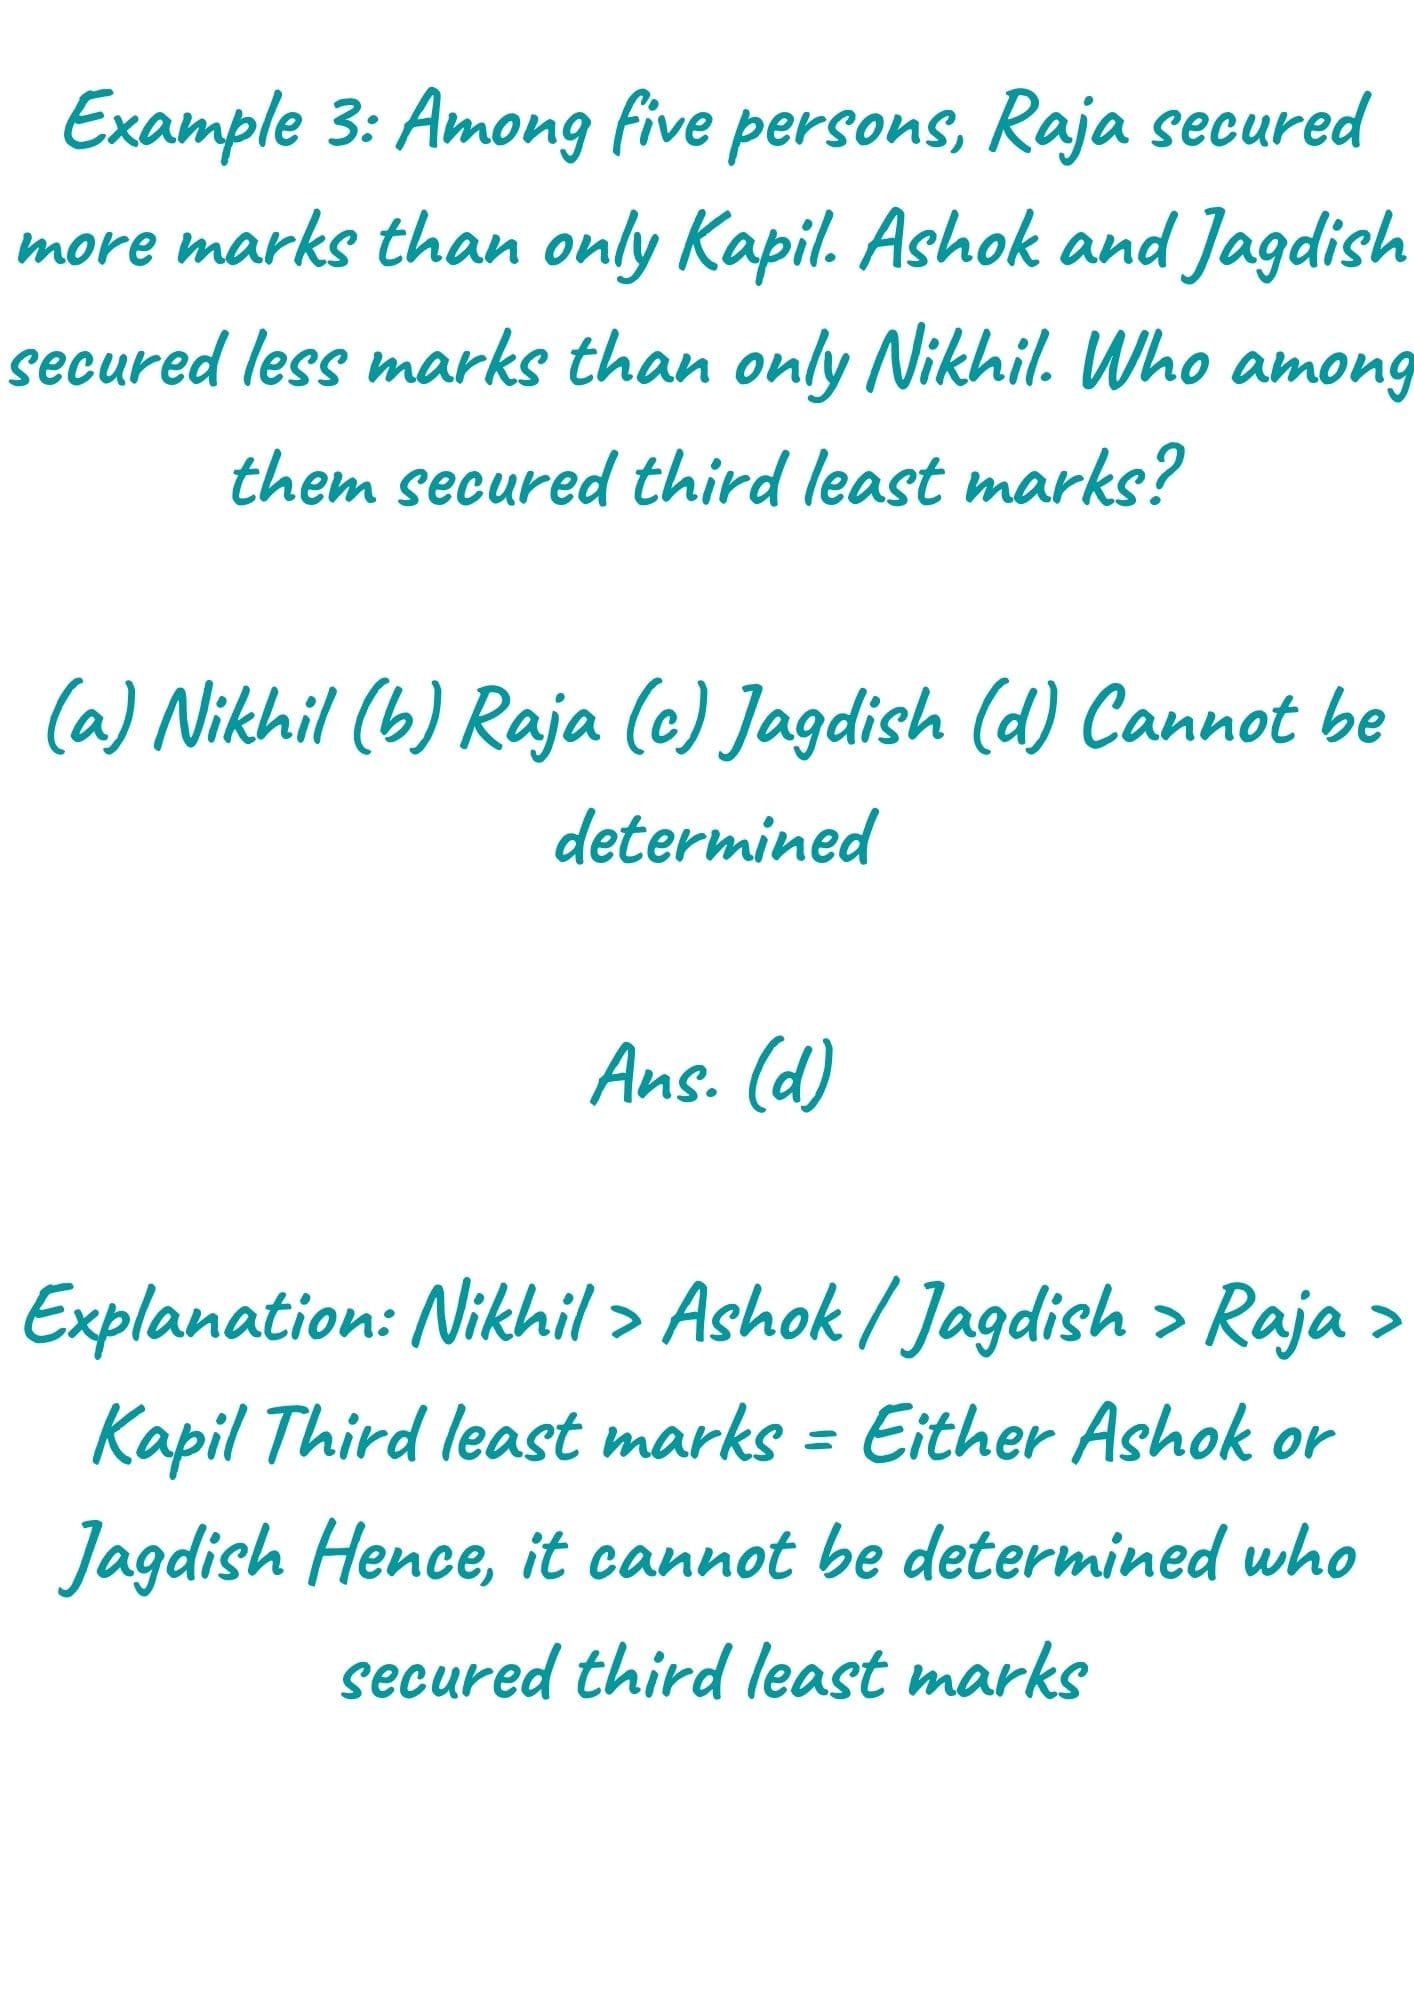 Example 3: Among five persons, Raja secured
more marks than only Kapil. Ashok and Jagdish
secured less marks than only Nikhil. Who among
them secured third least marks?
(a) Nikhil (b) Raja (c) Jagdish (d) Cannot be
determined
Ans. (d)
Explanation: Nikhil > Ashok / Jagdish > Raja >
Kapil Third least marks = Either Ashok or
Jagdish Hence, it cannot be determined who
secured third least marks